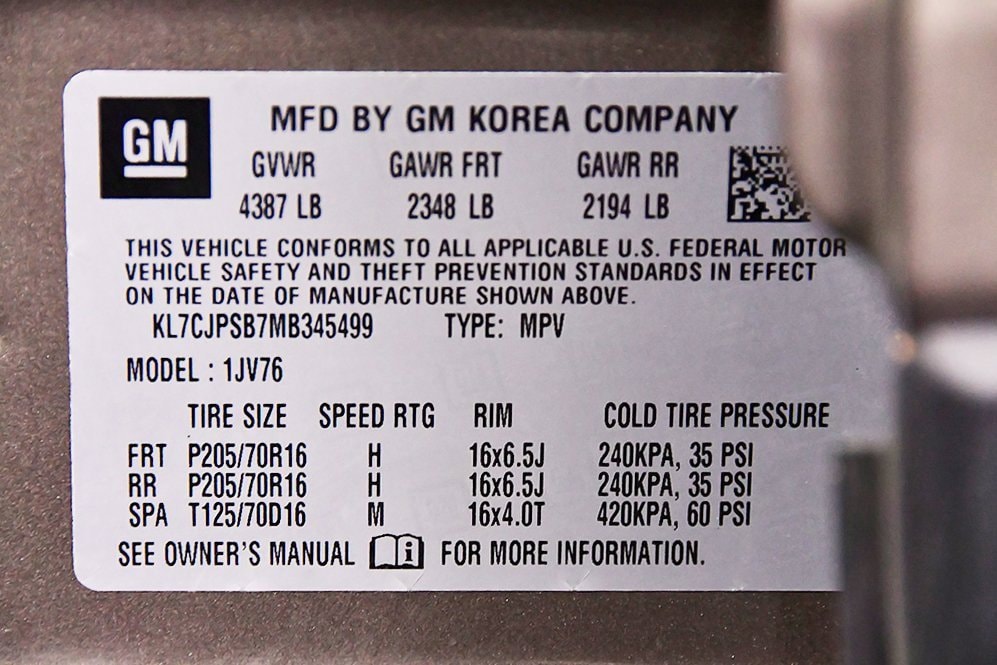 GM
MFD BY GM KOREA COMPANY
GVWR GAWR FRT GAWR RR
4387 LB 2348 LB 2194 LB
THIS VEHICLE CONFORMS TO ALL APPLICABLE U.S. FEDERAL MOTOR
VEHICLE SAFETY AND THEFT PREVENTION STANDARDS IN EFFECT
ON THE DATE OF MANUFACTURE SHOWN ABOVE.
KL7CJPSB7MB345499 TYPE: MPV
MODEL : 1JV76
TIRE SIZE SPEED RTG RIM COLD TIRE PRESSURE
FRT P205/70R16 H 16x6.5J 240KPA, 35 PSI
RR P205/70R16 H 16x6.5J 240KPA, 35 PSI
SPA T125/70D16 M 16x4.0T 420KPA, 60 PSI
SEE OWNER'S MANUAL i FOR MORE INFORMATION.